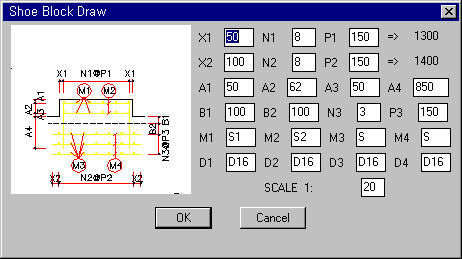 Shoe Block Draw
X1 50 N1 8 P1 150 => 1300
X2 100 N2 8 P2 150 => 1400
A1 50 A2 62 A3 50 A4 850
B1 100 B2 100 N3 3 P3 150
M1 S1 M2 S2 M3 S M4 S
D1 D16 D2 D16 D3 D16 D4 D16
SCALE 1: 20
OK Cancel
N1@P1
X1 X1
M1 M2
A1
A2
A4
B1
B2
N3@P3
M3 M4
X2 N2@P2 X2